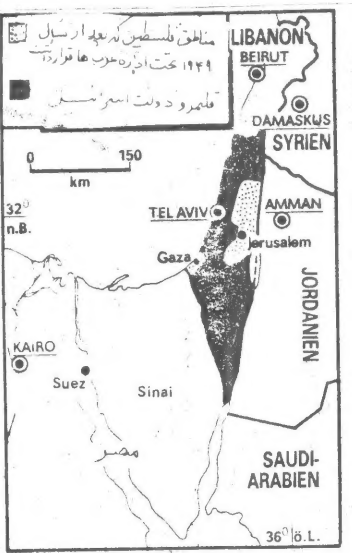 مناطق فلسطین که بعد از سال
۱۹۴۹ تحت اداره عرب ها قرار داشت
قلمرو دولت اسرائیل
LIBANON
BEIRUT
DAMASKUS
SYRIEN
0 150
km
32°
n.B.
TEL AVIV
AMMAN
Jerusalem
Gaza
JORDANIEN
KAIRO
Suez
Sinai
مصر
SAUDI-
ARABIEN
36° ö.L.